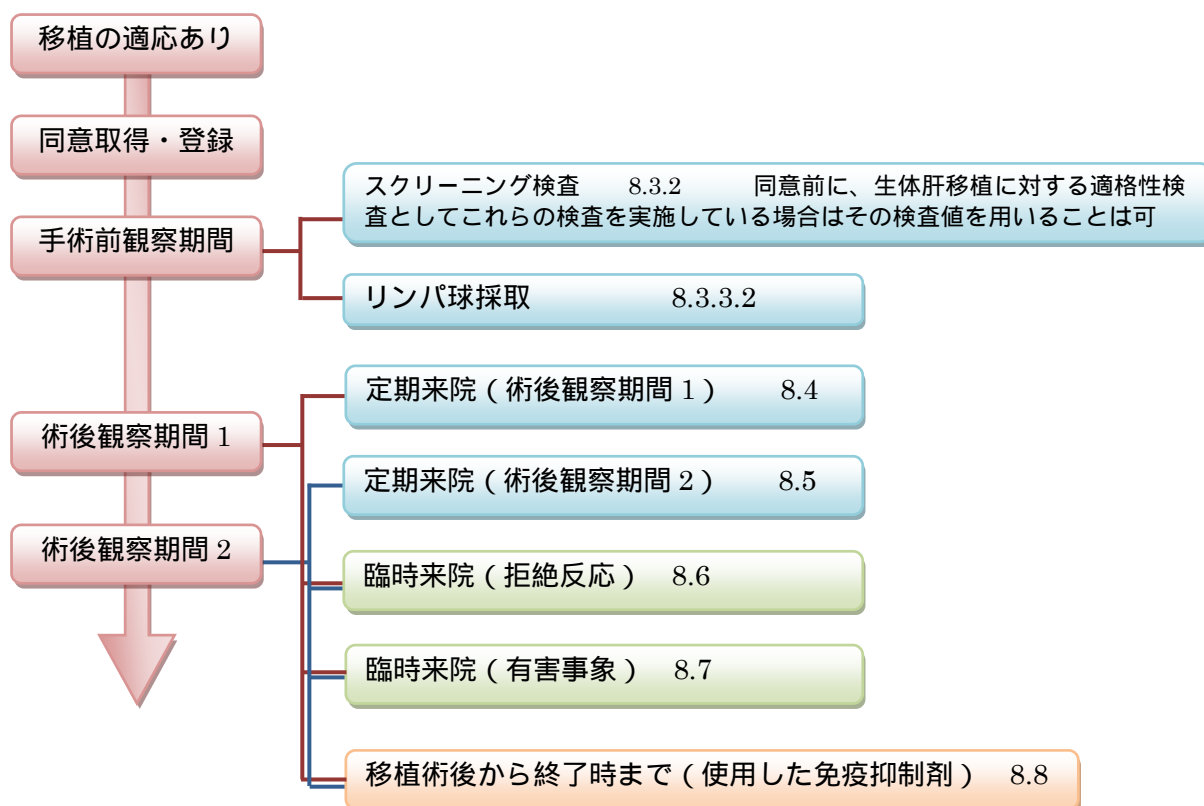 移植の適応あり
同意取得・登録
スクリーニング検査 8.3.2 同意前に、生体肝移植に対する適格性検
査としてこれらの検査を実施している場合はその検査値を用いることは可
手術前観察期間
リンパ球採取 8.3.3.2
定期来院（術後観察期間 1） 8.4
術後観察期間 1
定期来院（術後観察期間 2） 8.5
術後観察期間 2
臨時来院（拒絶反応） 8.6
臨時来院（有害事象） 8.7
移植術後から終了時まで（使用した免疫抑制剤） 8.8